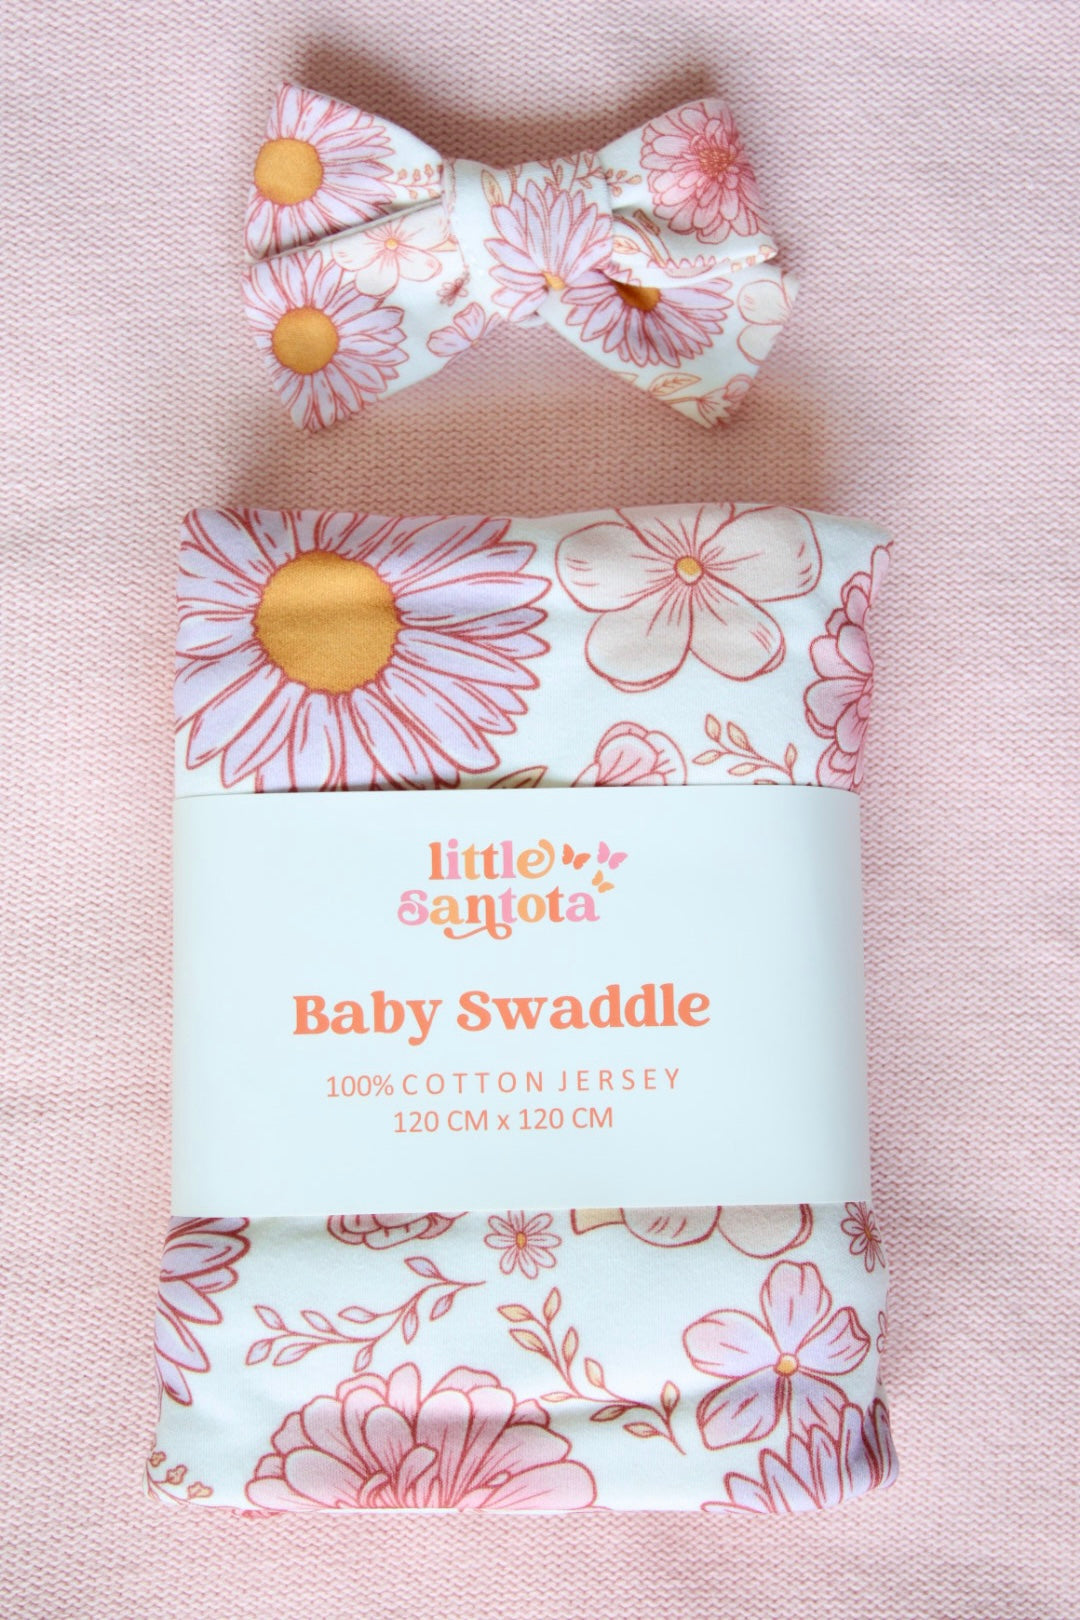 little
santota
Baby Swaddle
100% COTTON JERSEY
120 CM x 120 CM